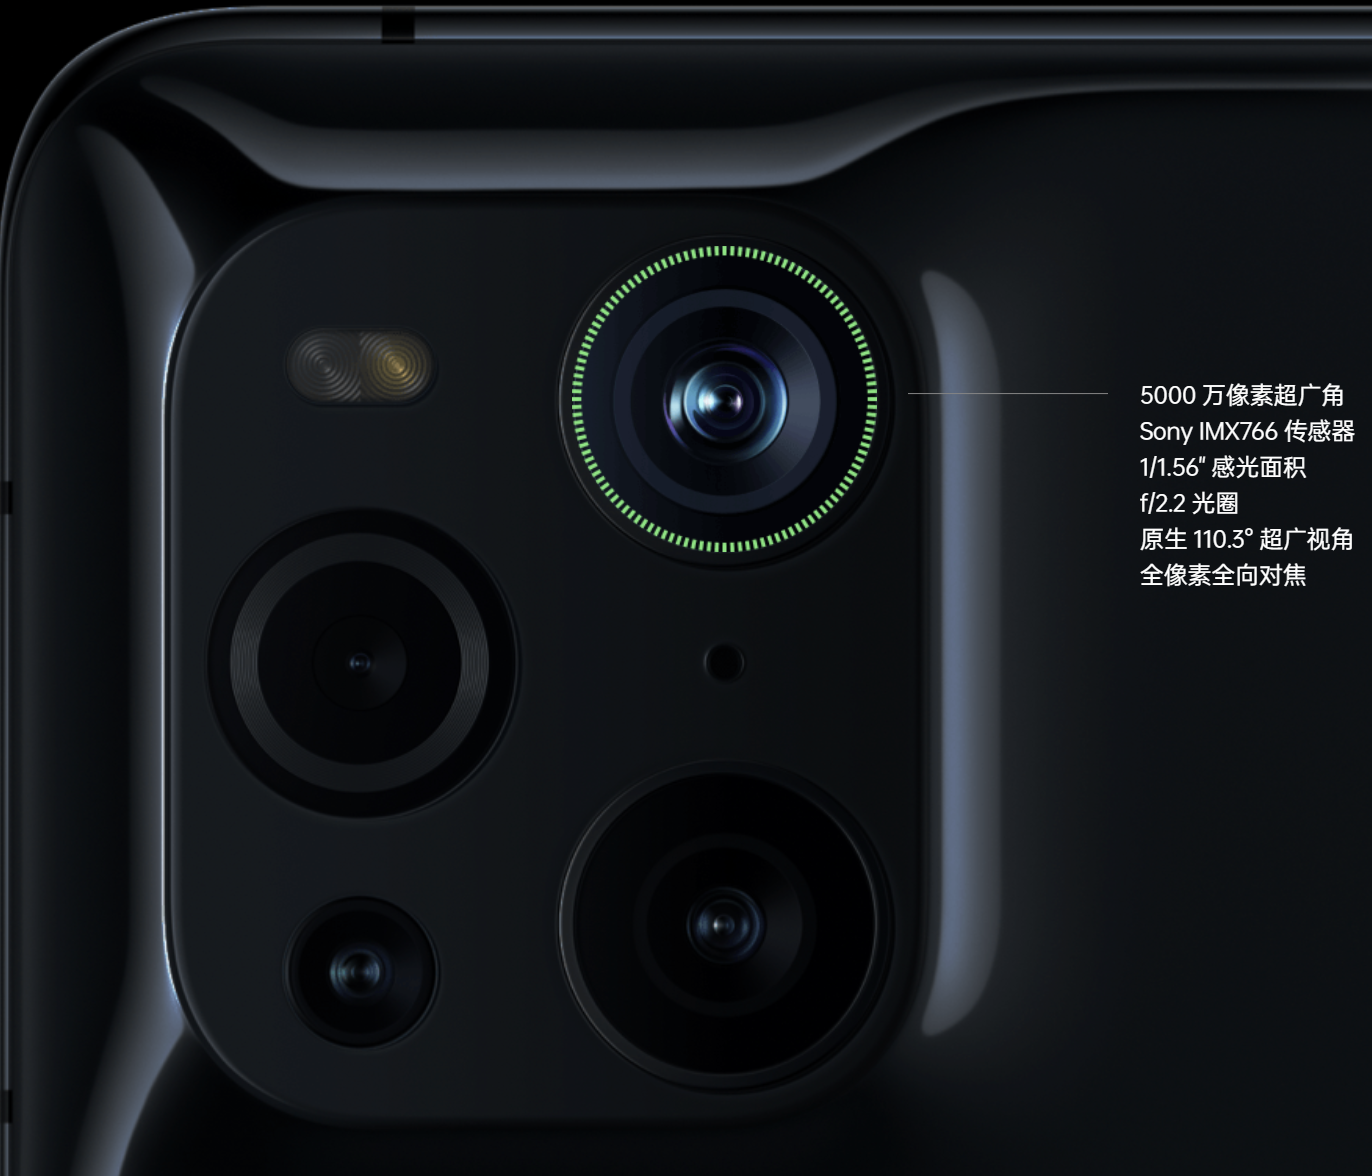 5000 万像素超广角
Sony IMX766 传感器
1/1.56" 感光面积
f/2.2 光圈
原生 110.3° 超广视角
全像素全向对焦